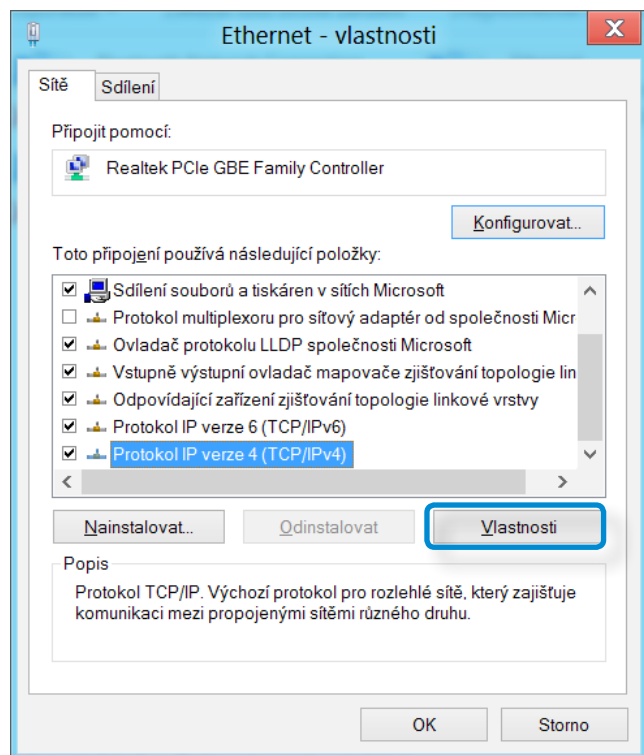 Ethernet - vlastnosti
X
Sítě
Sdílení
Připojit pomocí:
Realtek PCIe GBE Family Controller
Konfigurovat...
Toto připojení používá následující položky:
Sdílení souborů a tiskáren v sítích Microsoft
Protokol multiplexoru pro síťový adaptér od společnosti Micr
Ovladač protokolu LLDP společnosti Microsoft
Vstupně výstupní ovladač mapovače zjišťování topologie lin
Odpovídající zařízení zjišťování topologie linkové vrstvy
Protokol IP verze 6 (TCP/IPv6)
Protokol IP verze 4 (TCP/IPv4)
Nainstalovat...
Odinstalovat
Vlastnosti
Popis
Protokol TCP/IP. Výchozí protokol pro rozlehlé sítě, který zajišťuje
komunikaci mezi propojenými sítěmi různého druhu.
OK
Storno